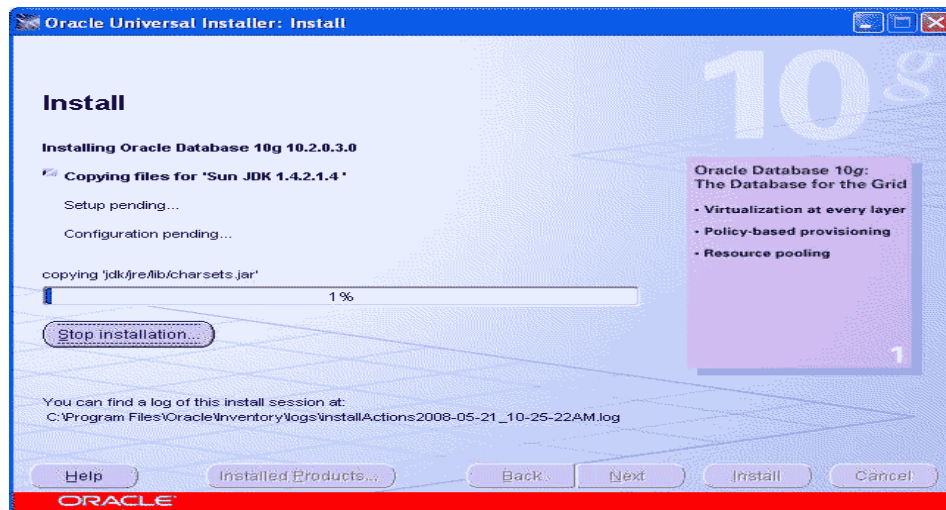 Oracle Universal Installer: Install
10g
Install
Installing Oracle Database 10g 10.2.0.3.0
Copying files for 'Sun JDK 1.4.2.1.4 '
Setup pending...
Configuration pending...
copying 'jdk/jre/lib/charsets.jar'
1%
Stop installation...
Oracle Database 10g:
The Database for the Grid
• Virtualization at every layer
• Policy-based provisioning
• Resource pooling
1
You can find a log of this install session at:
C:\Program Files\Oracle\Inventory\logs\installActions2008-05-21_10-25-22AM.log
Help
Installed Products...
Back
Next
Install
Cancel
ORACLE